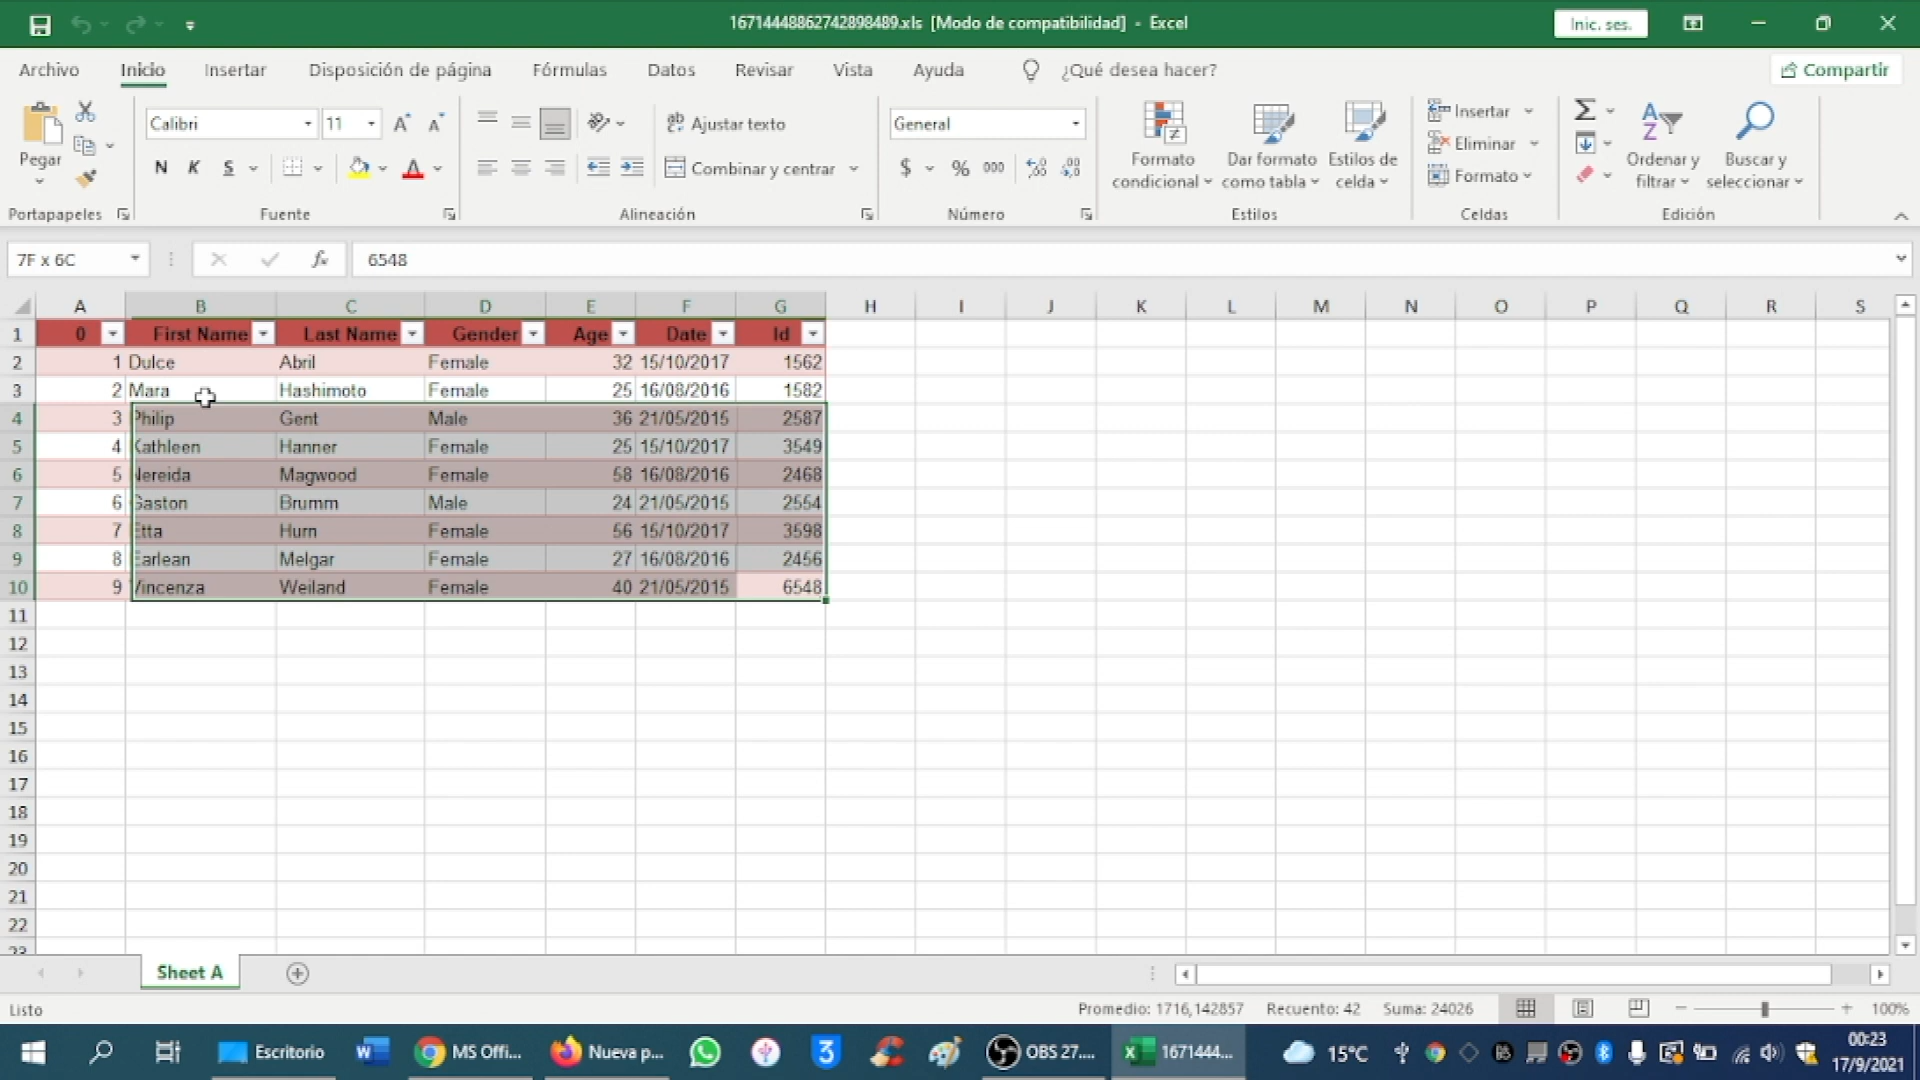 16714448862742898489.xls [Modo de compatibilidad] - Excel
Inic. ses.
Archivo Inicio Insertar Disposición de página Fórmulas Datos Revisar Vista Ayuda ¿Qué desea hacer? Compartir
Pegar
Portapapeles
Calibri 11
N K S
Fuente
Ajustar texto
Combinar y centrar
Alineación
General
$ % 000
Número
Formato condicional
Dar formato como tabla
Estilos de celda
Estilos
Insertar
Eliminar
Formato
Celdas
Ordenar y filtrar
Buscar y seleccionar
Edición
7F x 6C fx 6548
A B C D E F G H I J K L M N O P Q R S
1 0 First Name Last Name Gender Age Date Id
2 1 Dulce Abril Female 32 15/10/2017 1562
3 2 Mara Hashimoto Female 25 16/08/2016 1582
4 3 Philip Gent Male 36 21/05/2015 2587
5 4 Kathleen Hanner Female 25 15/10/2017 3549
6 5 Nereida Magwood Female 58 16/08/2016 2468
7 6 Gaston Brumm Male 24 21/05/2015 2554
8 7 Etta Hurn Female 56 15/10/2017 3598
9 8 Earlean Melgar Female 27 16/08/2016 2456
10 9 Vincenza Weiland Female 40 21/05/2015 6548
11
12
13
14
15
16
17
18
19
20
21
22
23
Sheet A
Listo Promedio: 1716,142857 Recuento: 42 Suma: 24026 100%
Escritorio MS Offi... Nueva p... OBS 27.... 1671444... 15°C 00:23
17/9/2021